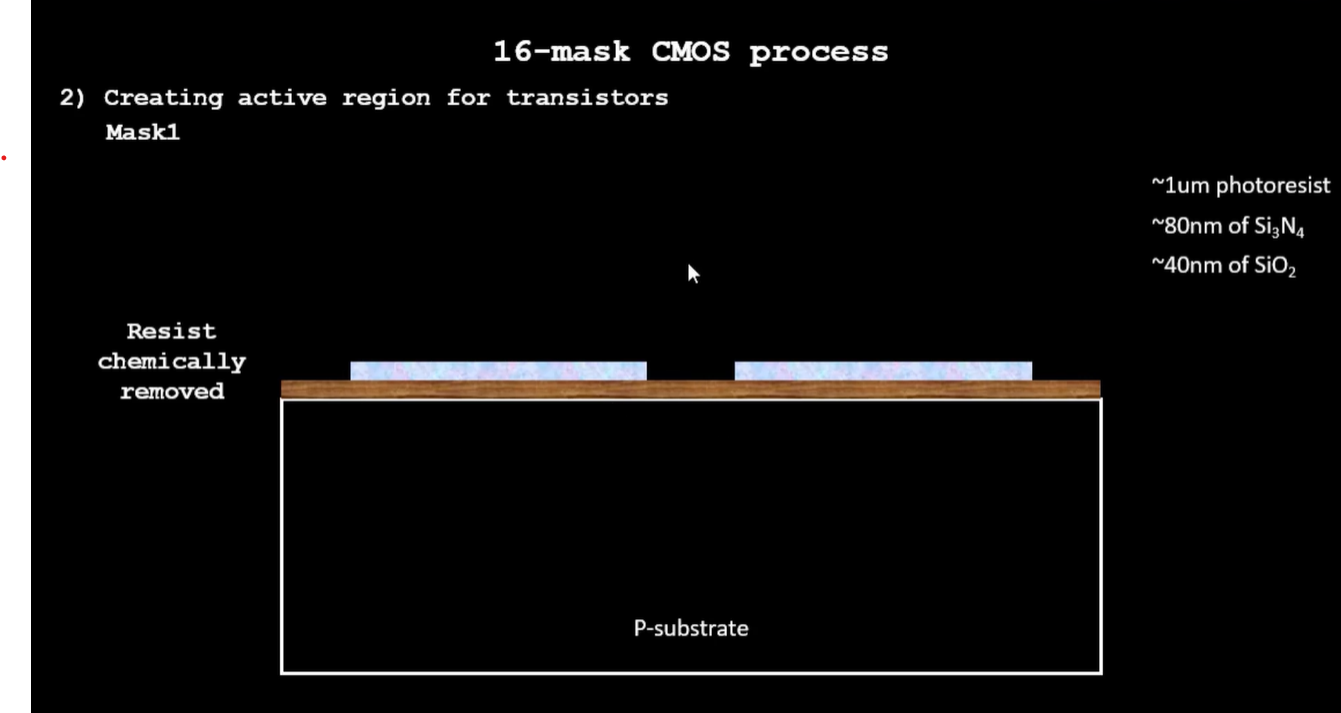 16-mask CMOS process
2) Creating active region for transistors
Mask1
~1um photoresist
~80nm of Si₃N₄
~40nm of SiO₂
Resist
chemically
removed
P-substrate